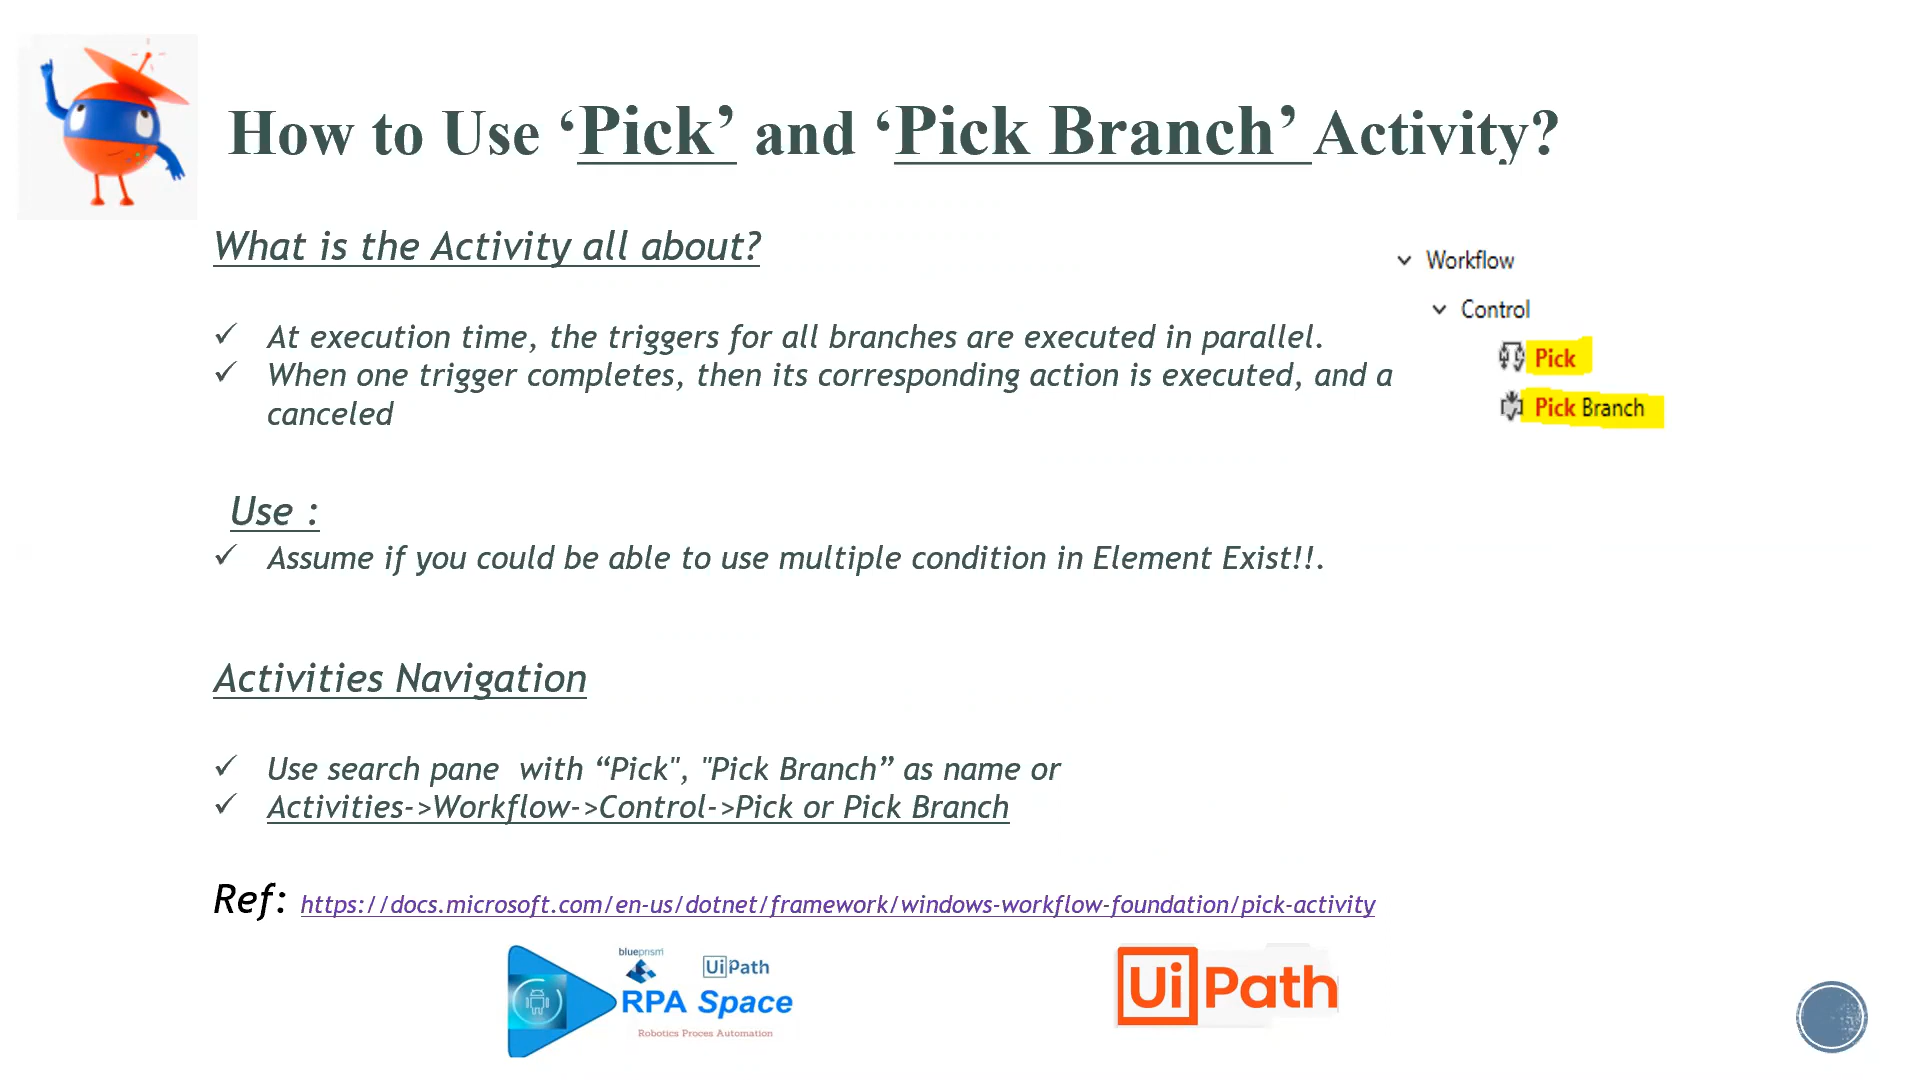 How to Use ‘Pick’ and ‘Pick Branch’ Activity?
What is the Activity all about?
✓ At execution time, the triggers for all branches are executed in parallel.
✓ When one trigger completes, then its corresponding action is executed, and a
canceled
Workflow
Control
Pick
Pick Branch
Use :
✓ Assume if you could be able to use multiple condition in Element Exist!!.
Activities Navigation
✓ Use search pane  with “Pick", "Pick Branch” as name or
✓ Activities->Workflow->Control->Pick or Pick Branch
Ref: https://docs.microsoft.com/en-us/dotnet/framework/windows-workflow-foundation/pick-activity
blueprism
UiPath
RPA Space
Robotics Proces Automation
UiPath